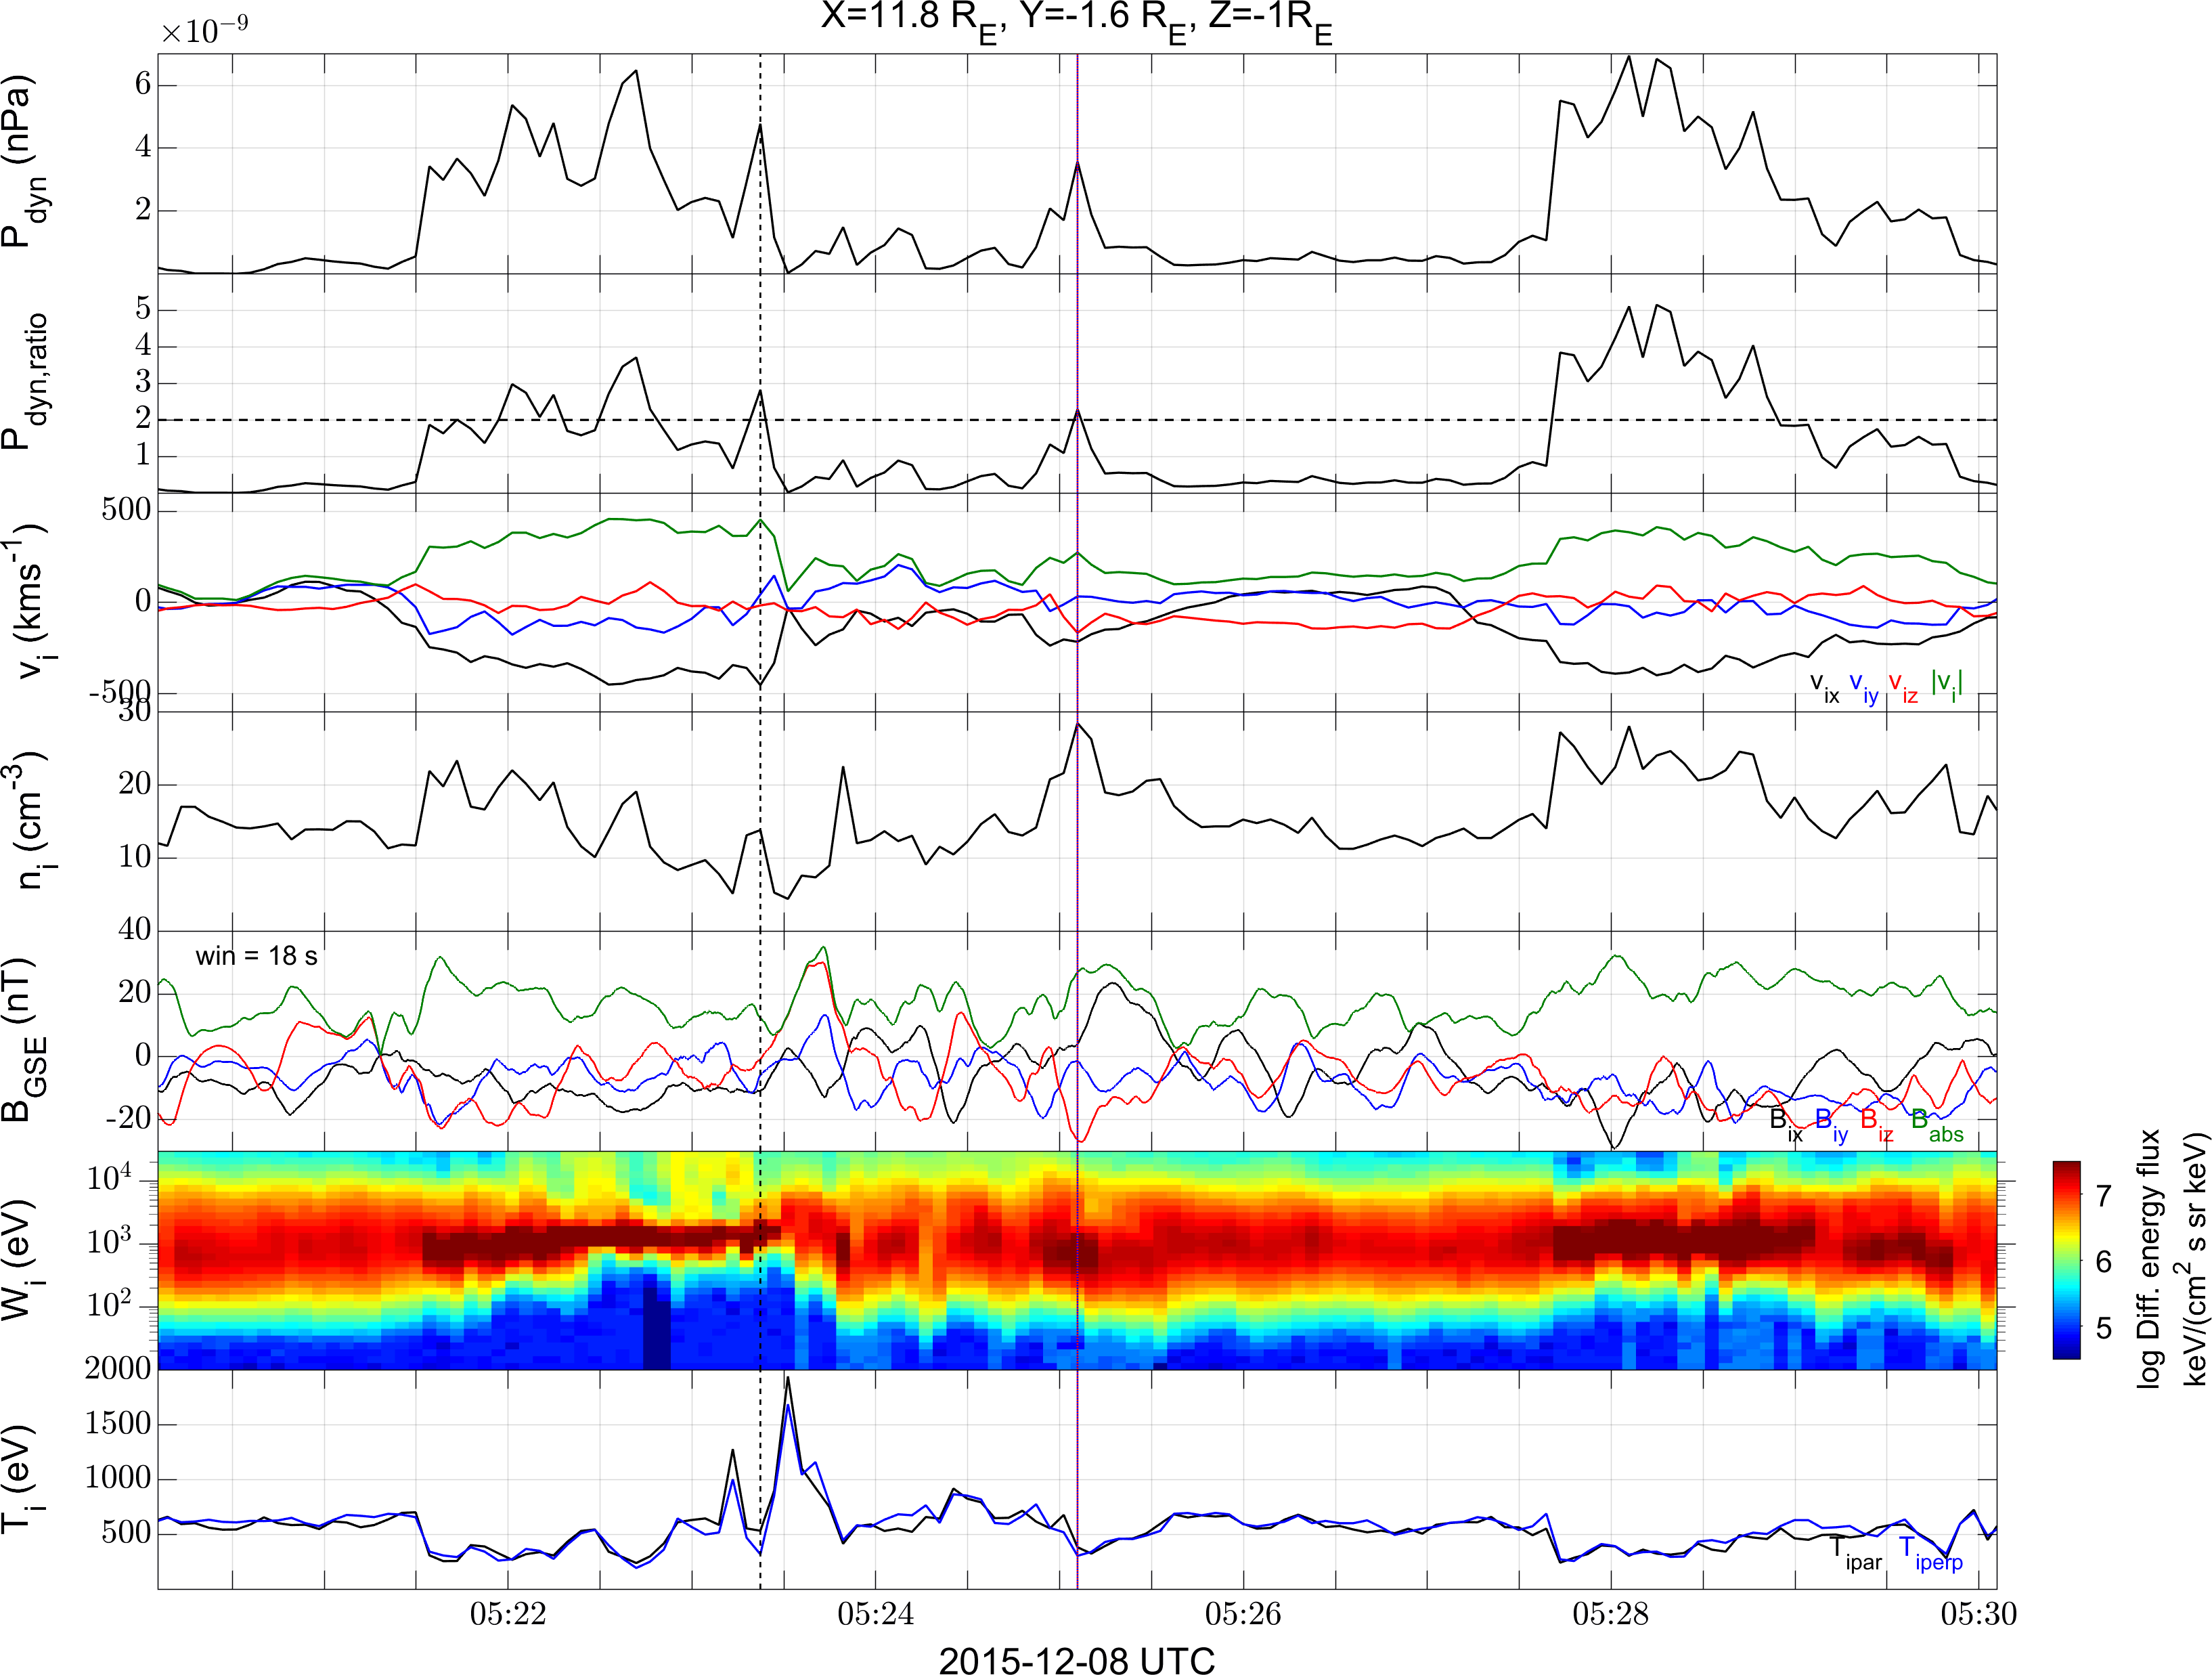 X=11.8 R_E, Y=-1.6 R_E, Z=-1R_E
×10^-9
P_dyn (nPa)
6
4
2
P_dyn,ratio
5
4
3
2
1
v_i (kms^-1)
500
0
-500
v_ix v_iy v_iz |v_i|
n_i (cm^-3)
30
20
10
B_GSE (nT)
40
20
0
-20
win = 18 s
B_ix B_iy B_iz B_abs
W_i (eV)
10^4
10^3
10^2
7
6
5
log Diff. energy flux
keV/(cm^2 s sr keV)
T_i (eV)
2000
1500
1000
500
T_ipar T_iperp
05:22 05:24 05:26 05:28 05:30
2015-12-08 UTC